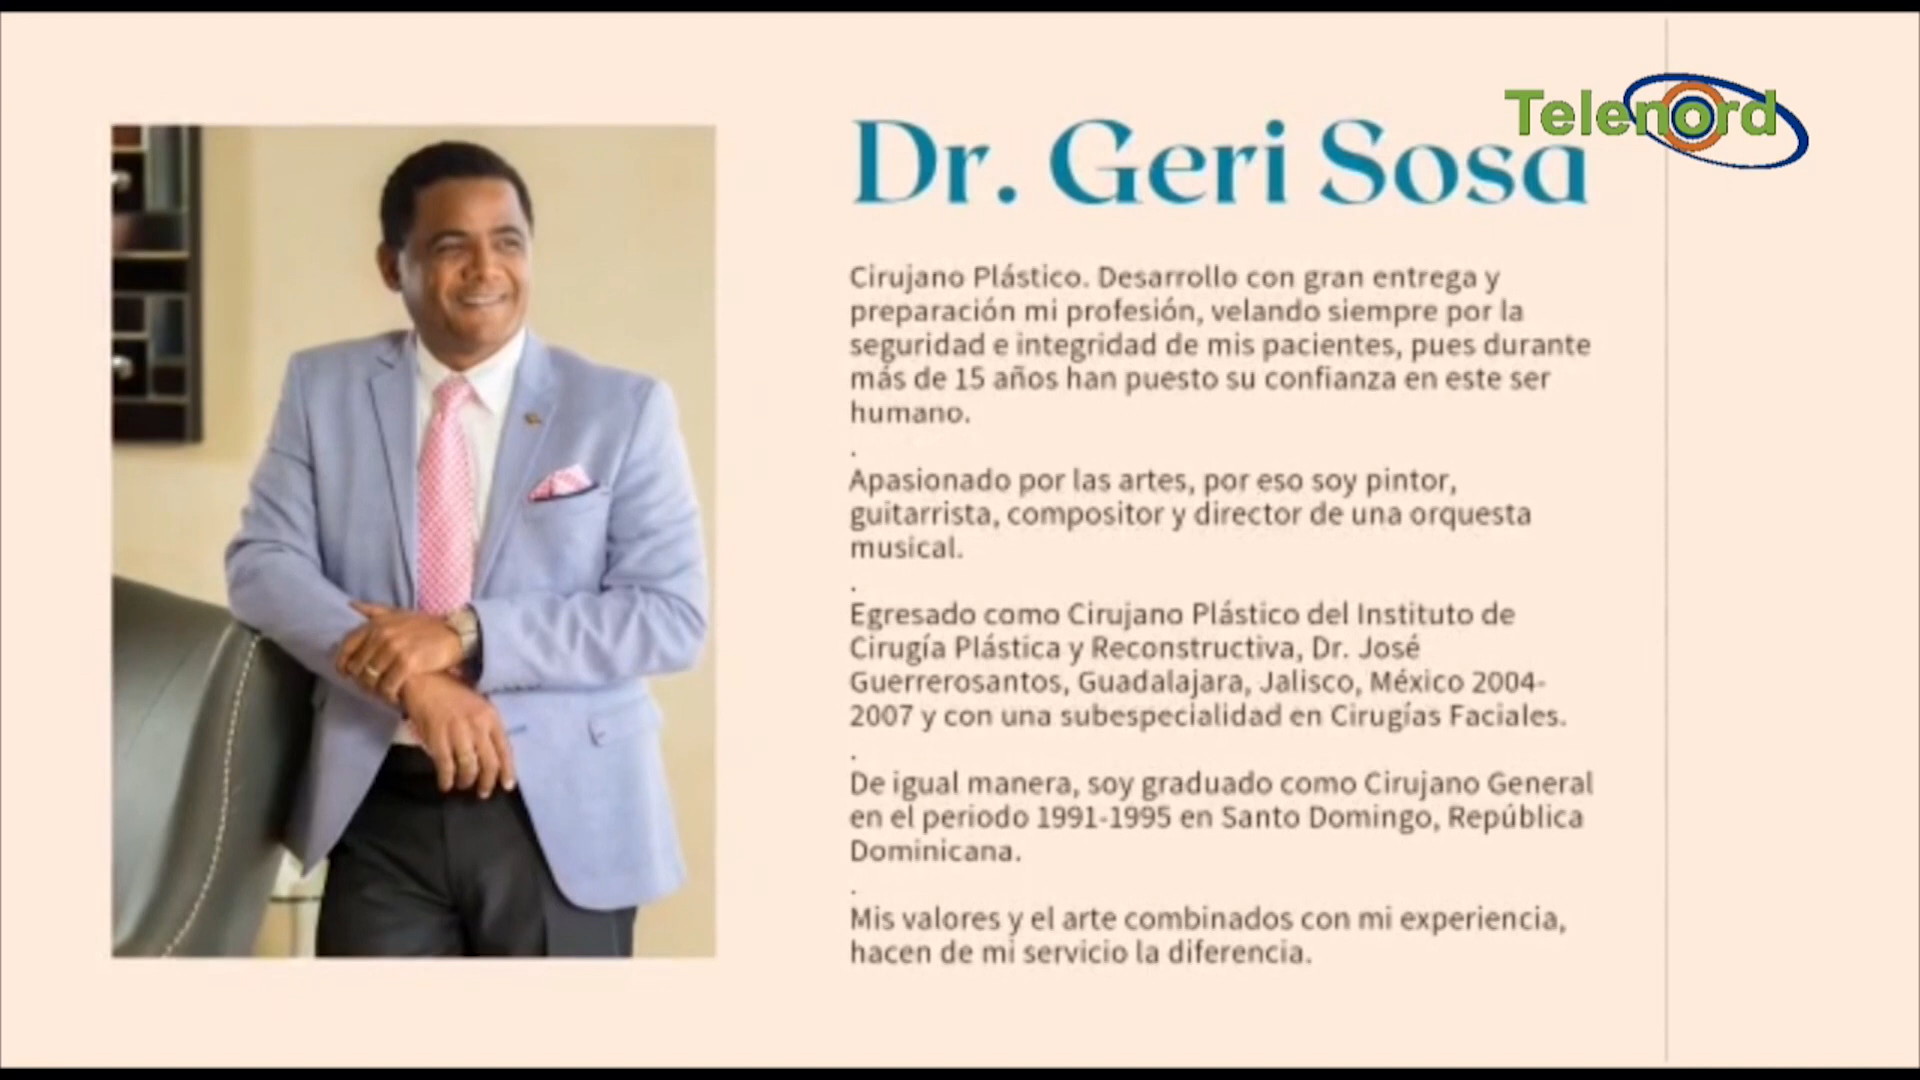 Telenord
Dr. Geri Sosa
Cirujano Plástico. Desarrollo con gran entrega y
preparación mi profesión, velando siempre por la
seguridad e integridad de mis pacientes, pues durante
más de 15 años han puesto su confianza en este ser
humano.
.
Apasionado por las artes, por eso soy pintor,
guitarrista, compositor y director de una orquesta
musical.
.
Egresado como Cirujano Plástico del Instituto de
Cirugía Plástica y Reconstructiva, Dr. José
Guerrerosantos, Guadalajara, Jalisco, México 2004-
2007 y con una subespecialidad en Cirugías Faciales.
.
De igual manera, soy graduado como Cirujano General
en el periodo 1991-1995 en Santo Domingo, República
Dominicana.
.
Mis valores y el arte combinados con mi experiencia,
hacen de mi servicio la diferencia.